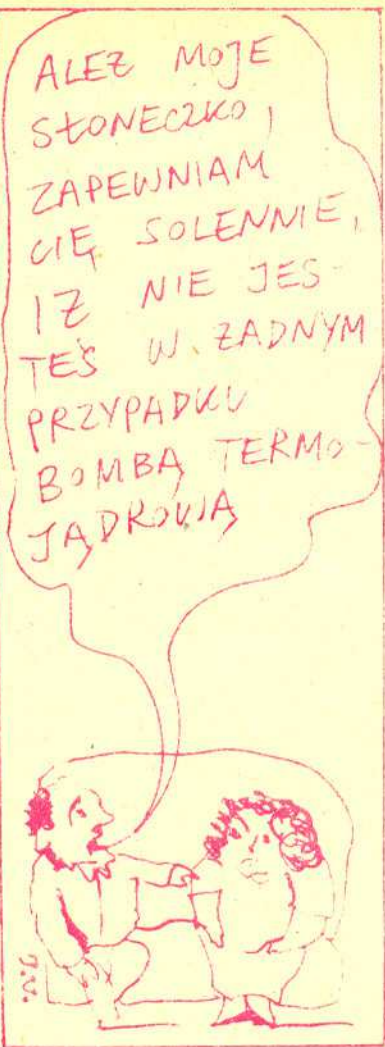 ALEŻ MOJE
SŁONECZKO,
ZAPEWNIAM
CIĘ SOLENNIE,
IŻ NIE JES-
TEŚ W ŻADNYM
PRZYPADKU
BOMBĄ TERMO-
JĄDROWĄ
J.V.